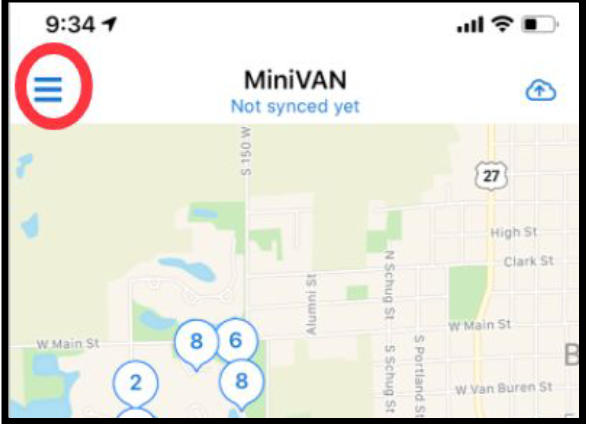 9:34
MiniVAN
Not synced yet
S 150 W
27
High St
Clark St
N Schug St
Alumni St
W Main St
W Main St
8
6
S Portland St
S Schug St
B
2
8
W Van Buren St